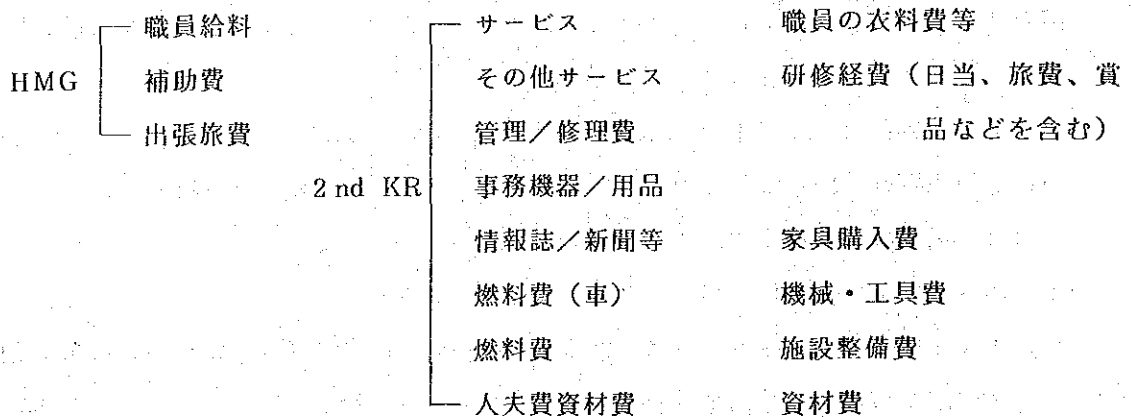 職員給料 サービス 職員の衣料費等
HMG 補助費 その他サービス 研修経費（日当、旅費、賞
出張旅費 管理／修理費 品などを含む）
2nd KR 事務機器／用品
情報誌／新聞等 家具購入費
燃料費（車） 機械・工具費
燃料費 施設整備費
人夫費資材費 資材費